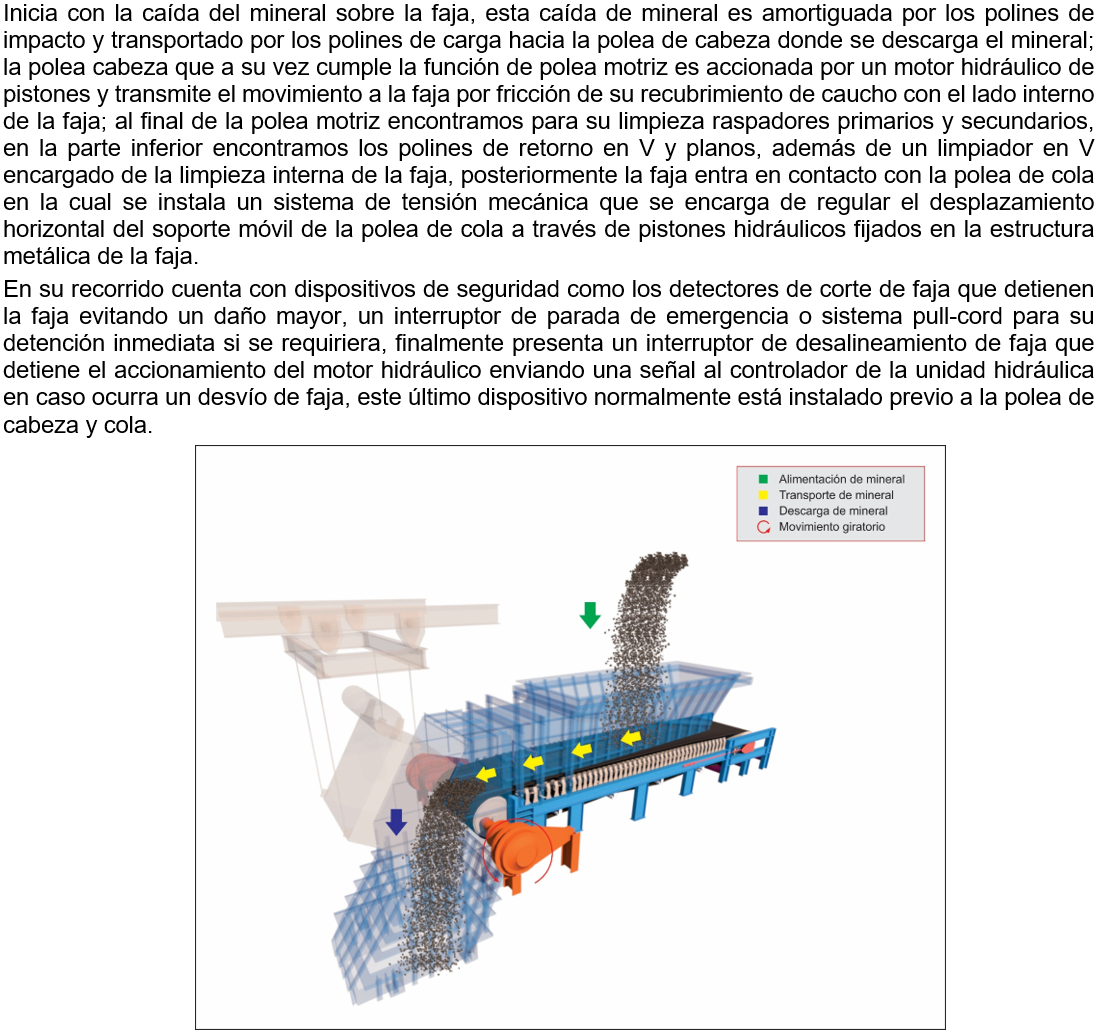 Inicia con la caída del mineral sobre la faja, esta caída de mineral es amortiguada por los polines de
impacto y transportado por los polines de carga hacia la polea de cabeza donde se descarga el mineral;
la polea cabeza que a su vez cumple la función de polea motriz es accionada por un motor hidráulico de
pistones y transmite el movimiento a la faja por fricción de su recubrimiento de caucho con el lado interno
de la faja; al final de la polea motriz encontramos para su limpieza raspadores primarios y secundarios,
en la parte inferior encontramos los polines de retorno en V y planos, además de un limpiador en V
encargado de la limpieza interna de la faja, posteriormente la faja entra en contacto con la polea de cola
en la cual se instala un sistema de tensión mecánica que se encarga de regular el desplazamiento
horizontal del soporte móvil de la polea de cola a través de pistones hidráulicos fijados en la estructura
metálica de la faja.
En su recorrido cuenta con dispositivos de seguridad como los detectores de corte de faja que detienen
la faja evitando un daño mayor, un interruptor de parada de emergencia o sistema pull-cord para su
detención inmediata si se requiriera, finalmente presenta un interruptor de desalineamiento de faja que
detiene el accionamiento del motor hidráulico enviando una señal al controlador de la unidad hidráulica
en caso ocurra un desvío de faja, este último dispositivo normalmente está instalado previo a la polea de
cabeza y cola.
Alimentación de mineral
Transporte de mineral
Descarga de mineral
Movimiento giratorio